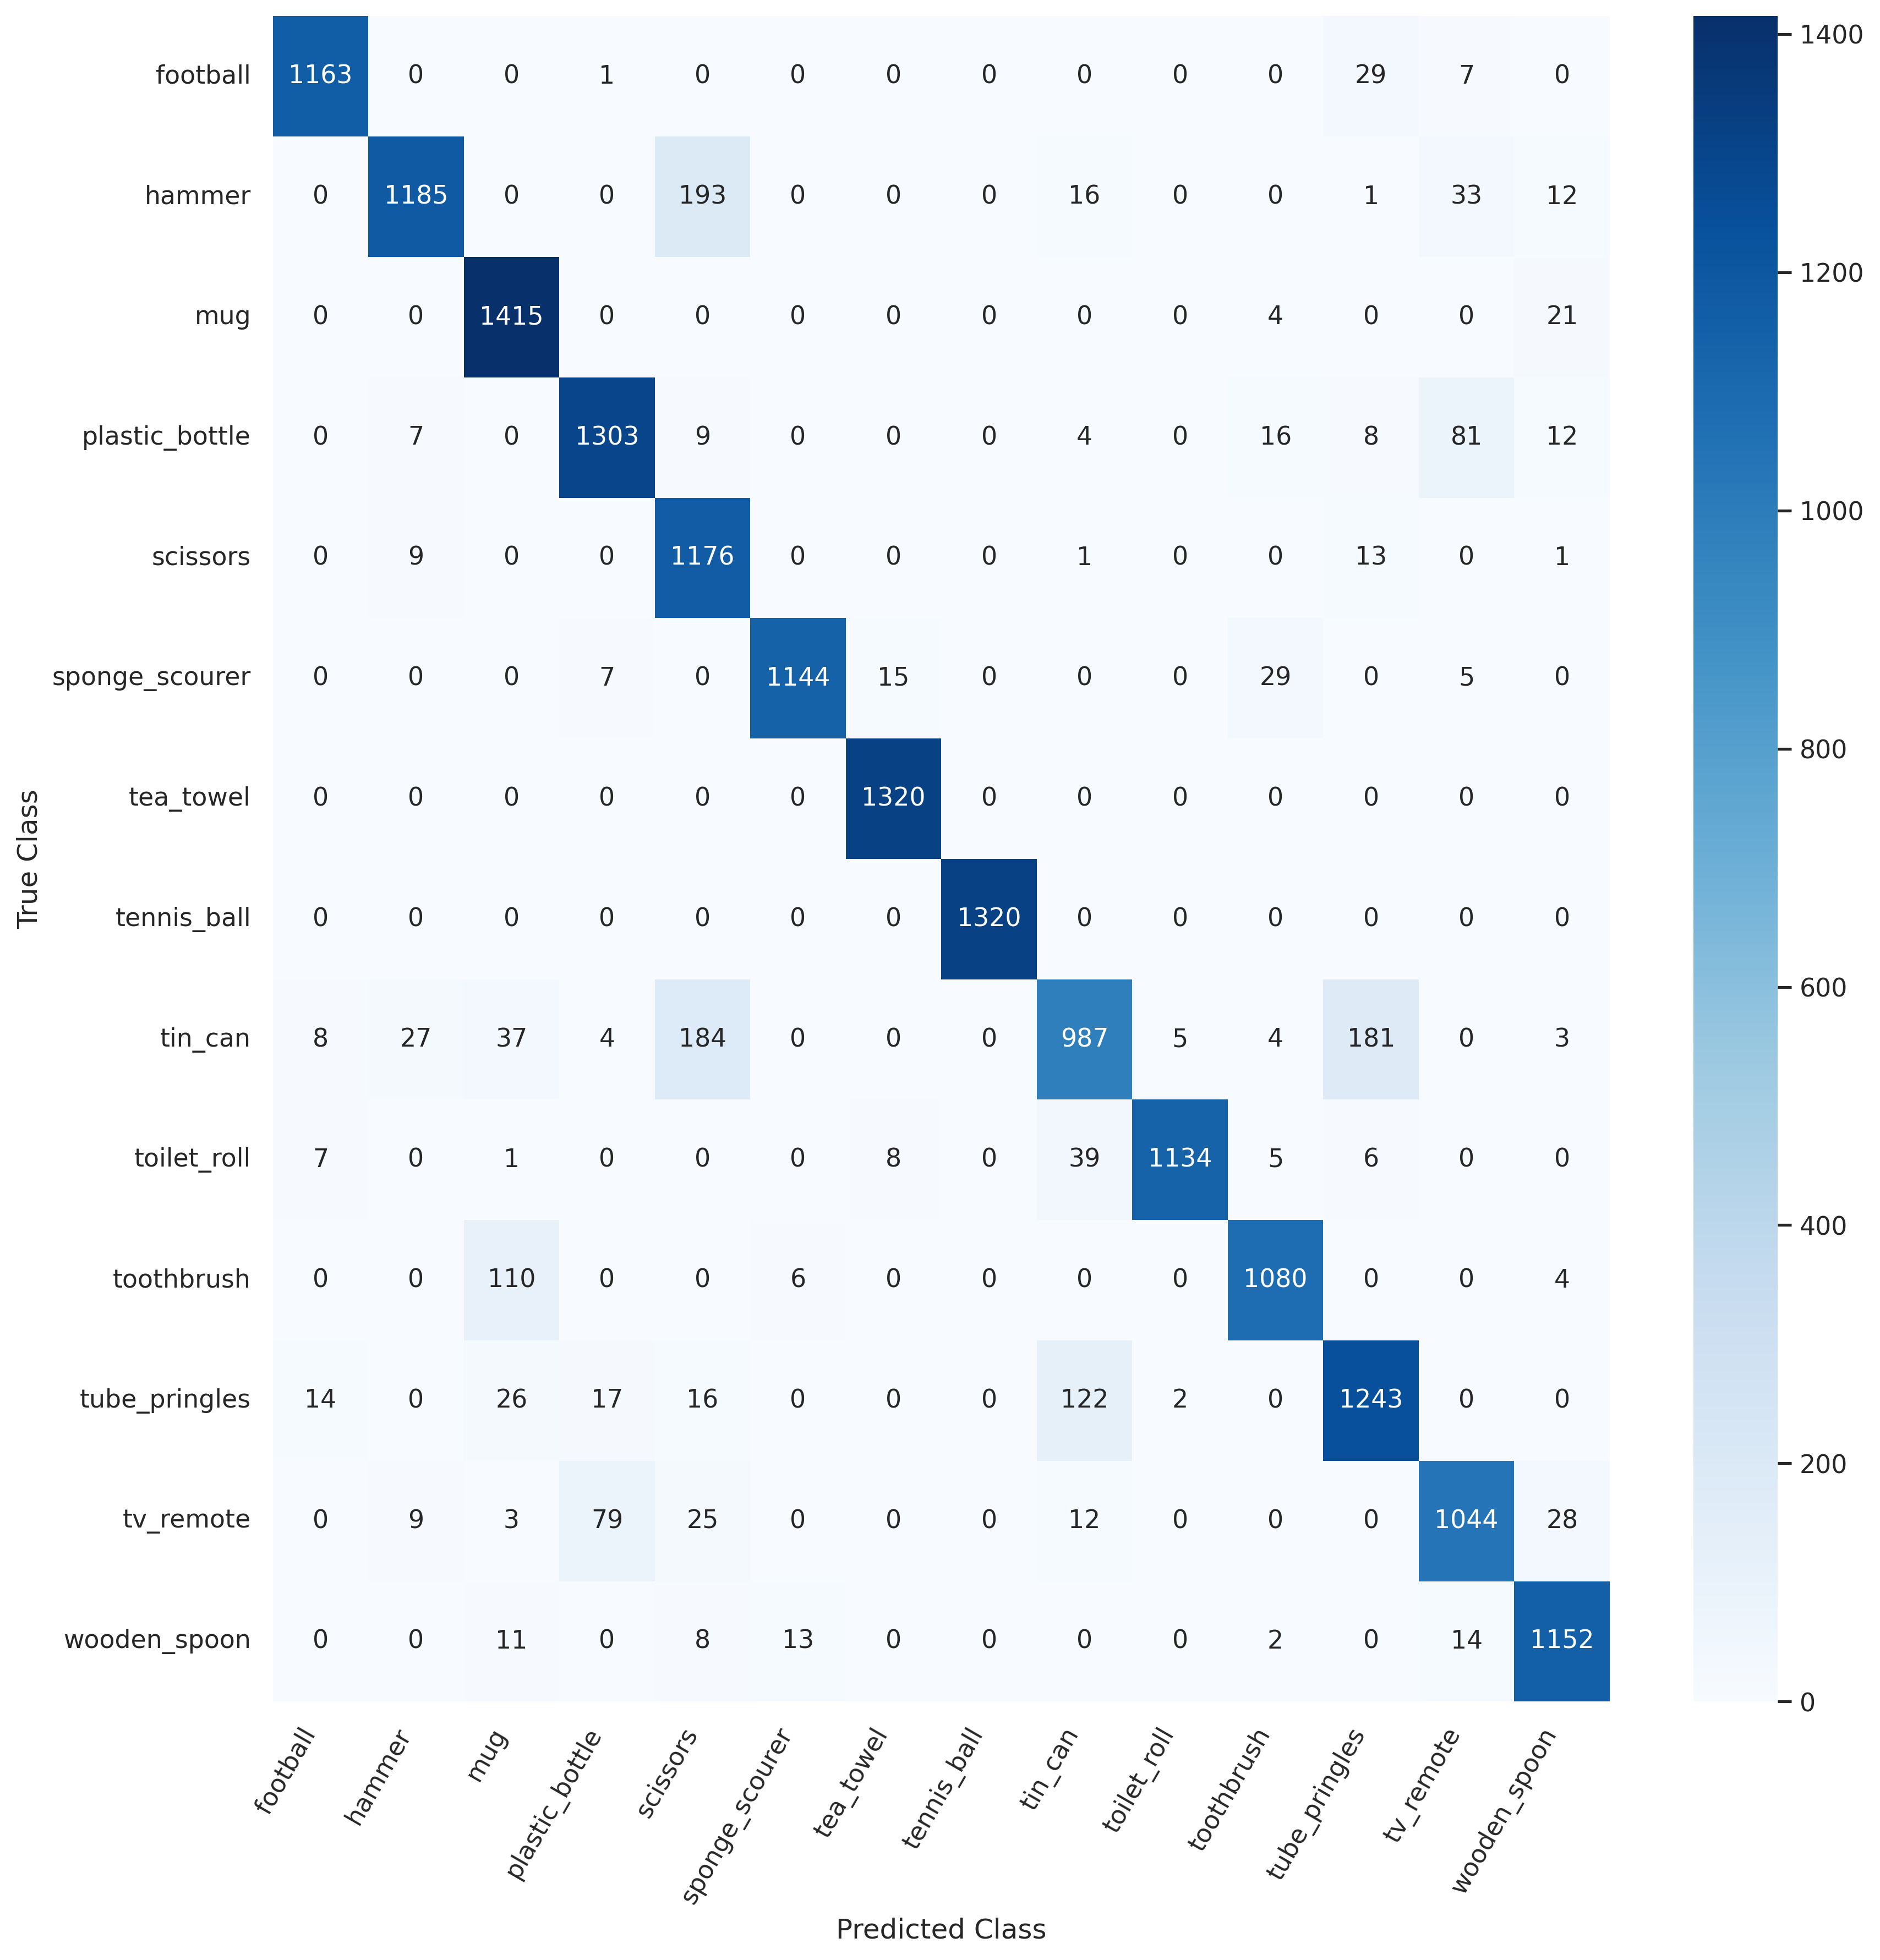 football 1163 0 0 1 0 0 0 0 0 0 0 29 7 0
hammer 0 1185 0 0 193 0 0 0 16 0 0 1 33 12
mug 0 0 1415 0 0 0 0 0 0 0 4 0 0 21
plastic_bottle 0 7 0 1303 9 0 0 0 4 0 16 8 81 12
scissors 0 9 0 0 1176 0 0 0 1 0 0 13 0 1
sponge_scourer 0 0 0 7 0 1144 15 0 0 0 29 0 5 0
tea_towel 0 0 0 0 0 0 1320 0 0 0 0 0 0 0
tennis_ball 0 0 0 0 0 0 0 1320 0 0 0 0 0 0
tin_can 8 27 37 4 184 0 0 0 987 5 4 181 0 3
toilet_roll 7 0 1 0 0 0 8 0 39 1134 5 6 0 0
toothbrush 0 0 110 0 0 6 0 0 0 0 1080 0 0 4
tube_pringles 14 0 26 17 16 0 0 0 122 2 0 1243 0 0
tv_remote 0 9 3 79 25 0 0 0 12 0 0 0 1044 28
wooden_spoon 0 0 11 0 8 13 0 0 0 0 2 0 14 1152
True Class
football
hammer
mug
plastic_bottle
scissors
sponge_scourer
tea_towel
tennis_ball
tin_can
toilet_roll
toothbrush
tube_pringles
tv_remote
wooden_spoon
Predicted Class
1400
1200
1000
800
600
400
200
0